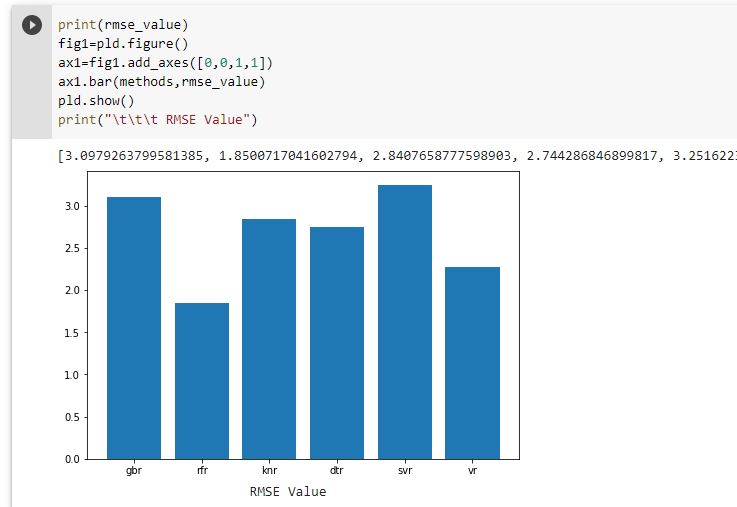 print(rmse_value)
fig1=pld.figure()
ax1=fig1.add_axes([0,0,1,1])
ax1.bar(methods,rmse_value)
pld.show()
print("\t\t\t RMSE Value")
[3.0979263799581385, 1.8500717041602794, 2.8407658777598903, 2.744286846899817, 3.2516223
3.0
2.5
2.0
1.5
1.0
0.5
0.0
gbr rfr knr dtr svr vr
RMSE Value